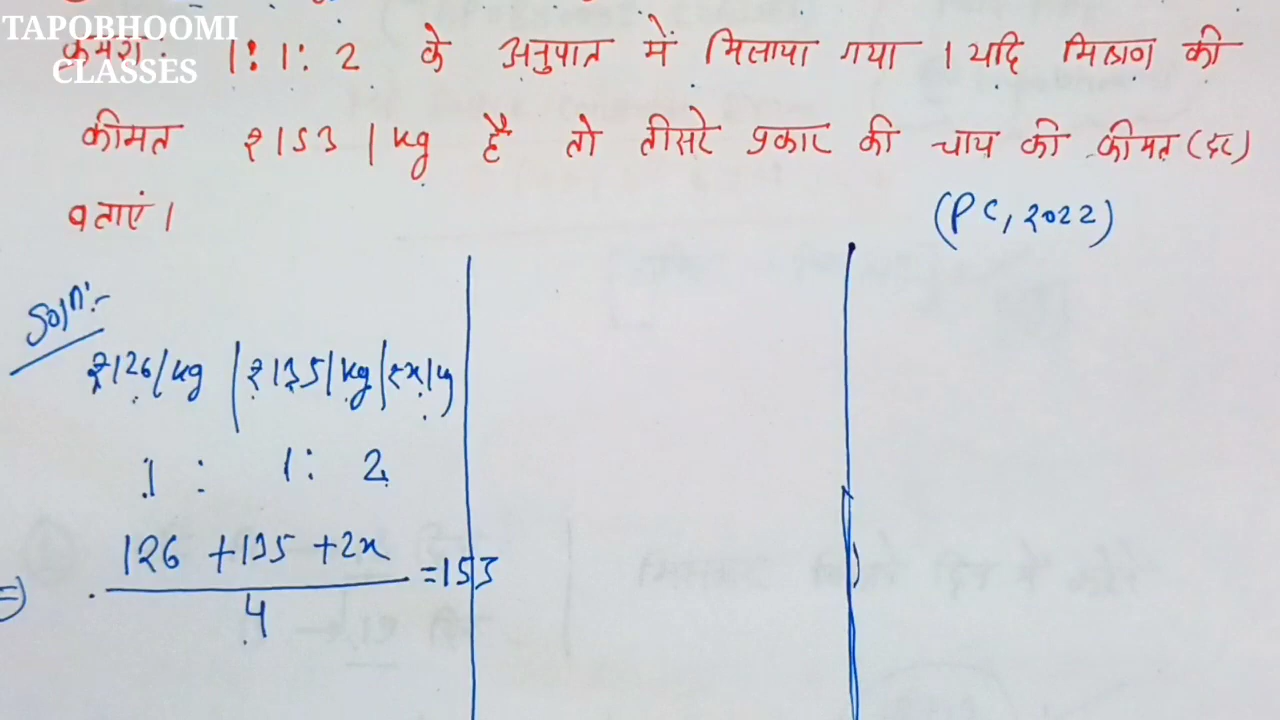 TAPOBHOOMI
CLASSES
क्रमशः 1:1:2 के अनुपात में मिलाया गया । यदि मिश्रण की
कीमत ₹153/kg है तो तीसरे प्रकार की चाय की कीमत (दर)
बताएं।
(PC, 2022)
Soln:-
₹126/kg | ₹135/kg | ₹x/kg
1 : 1 : 2
=> 126 + 135 + 2x
= 153
4